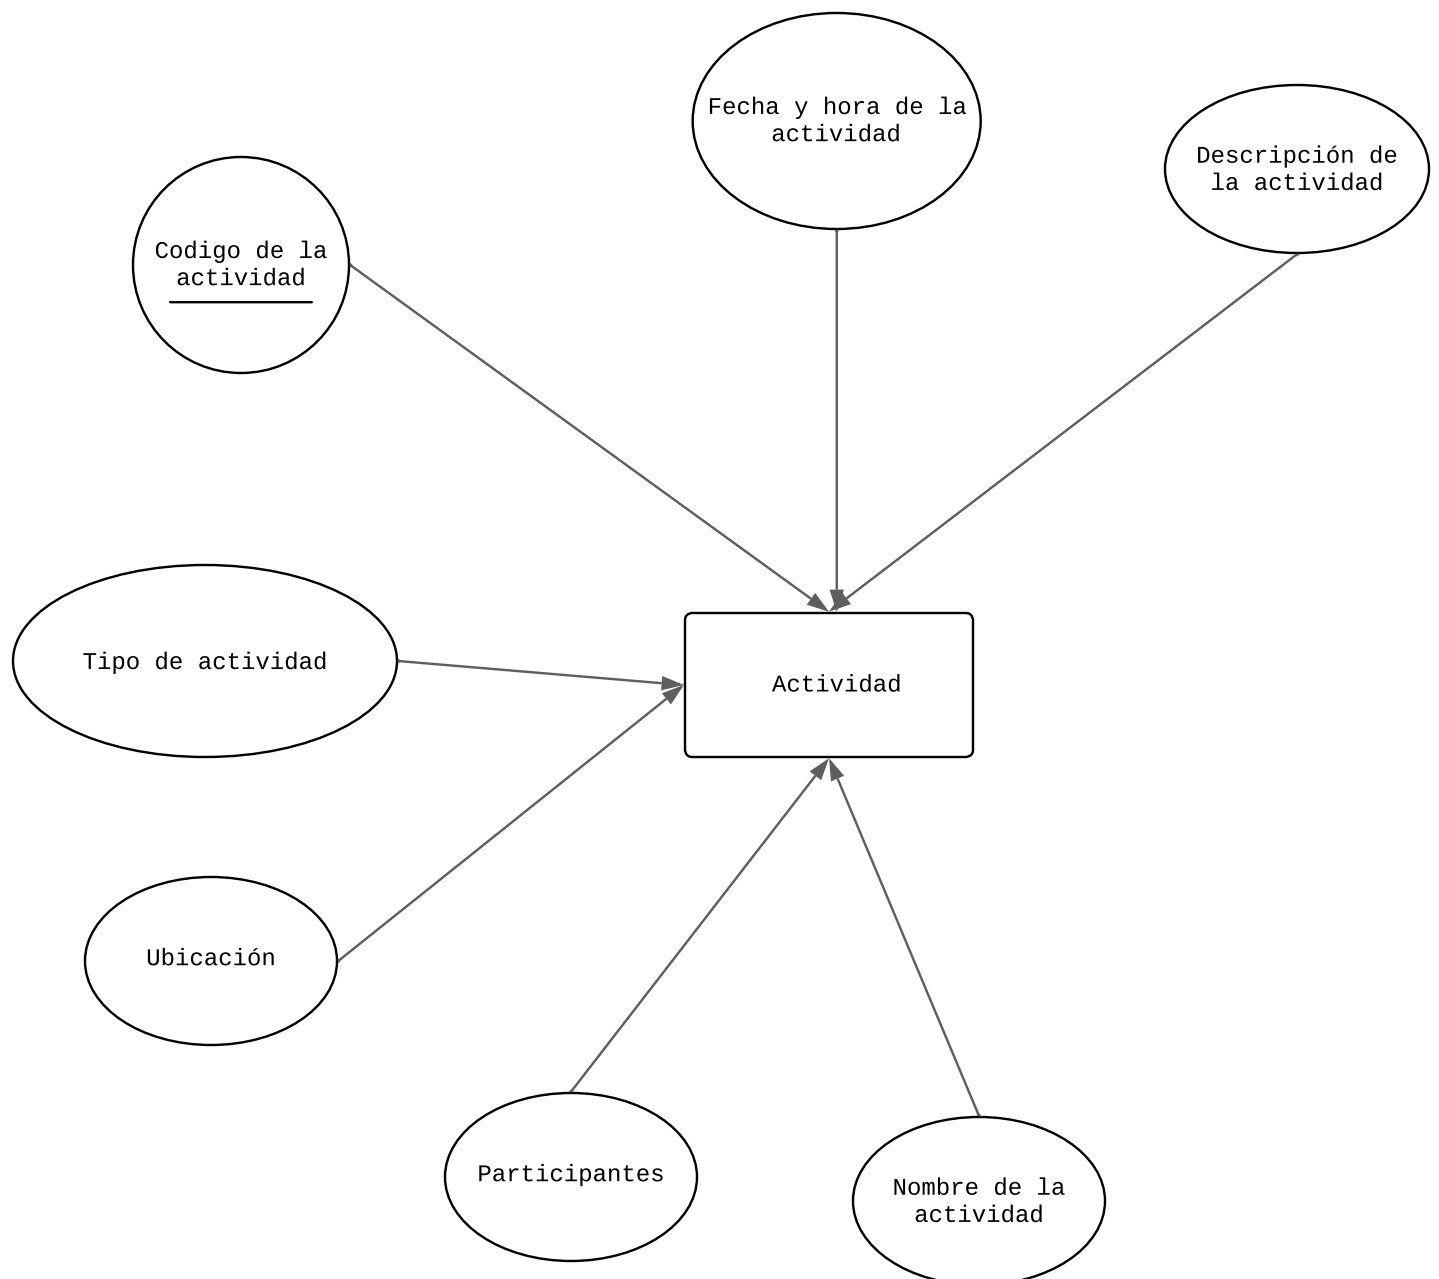 Fecha y hora de la
actividad
Descripción de
la actividad
Codigo de la
actividad
Tipo de actividad
Actividad
Ubicación
Participantes
Nombre de la
actividad